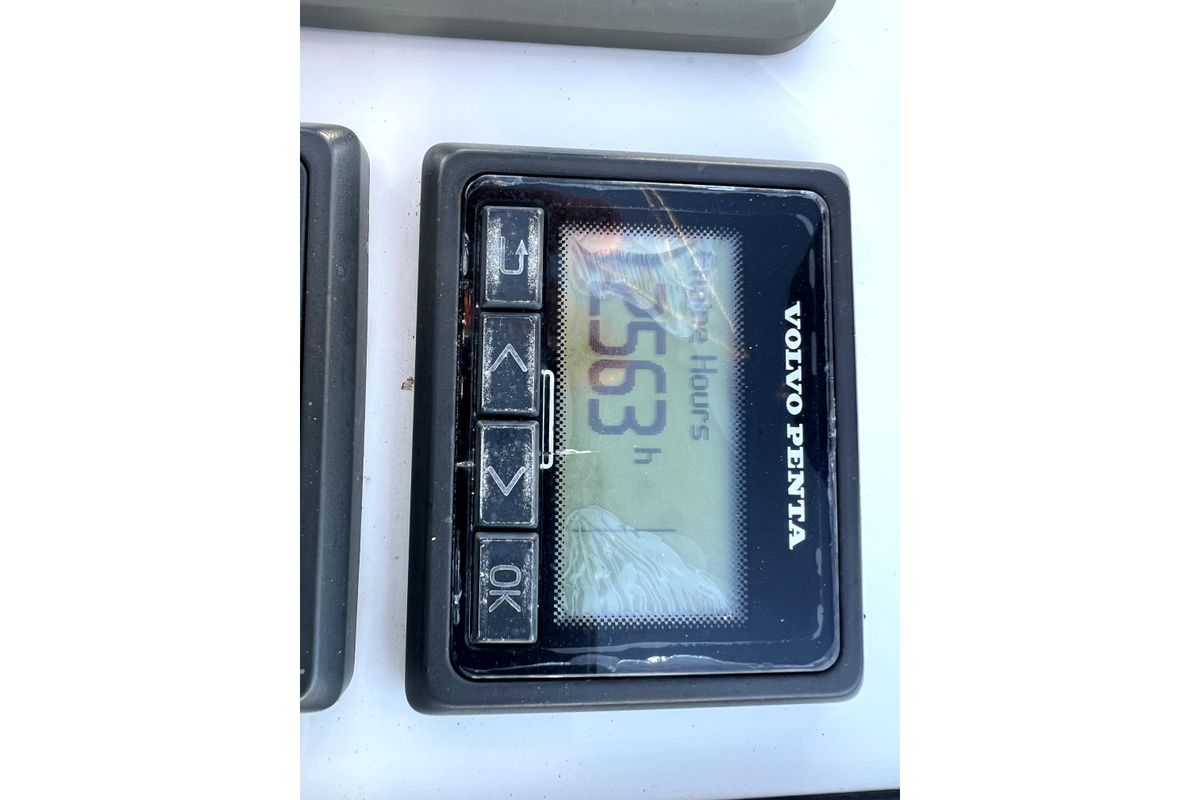 VOLVO PENTA
Engine Hours
2563 h
OK